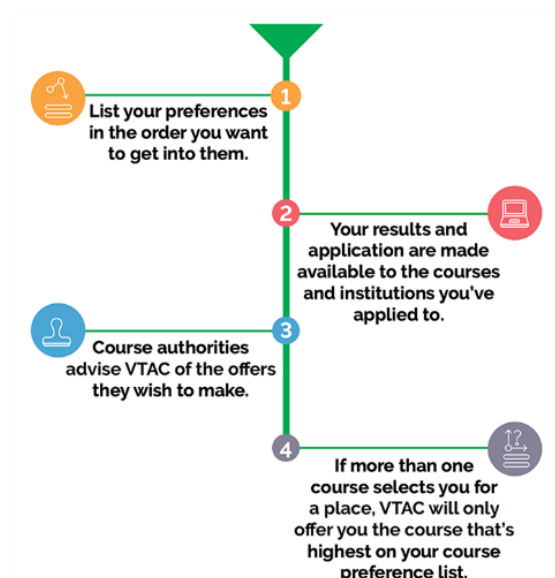 1
List your preferences
in the order you want
to get into them.
2
Your results and
application are made
available to the courses
and institutions you've
applied to.
3
Course authorities
advise VTAC of the offers
they wish to make.
4
If more than one
course selects you for
a place, VTAC will only
offer you the course that's
highest on your course
preference list.
?